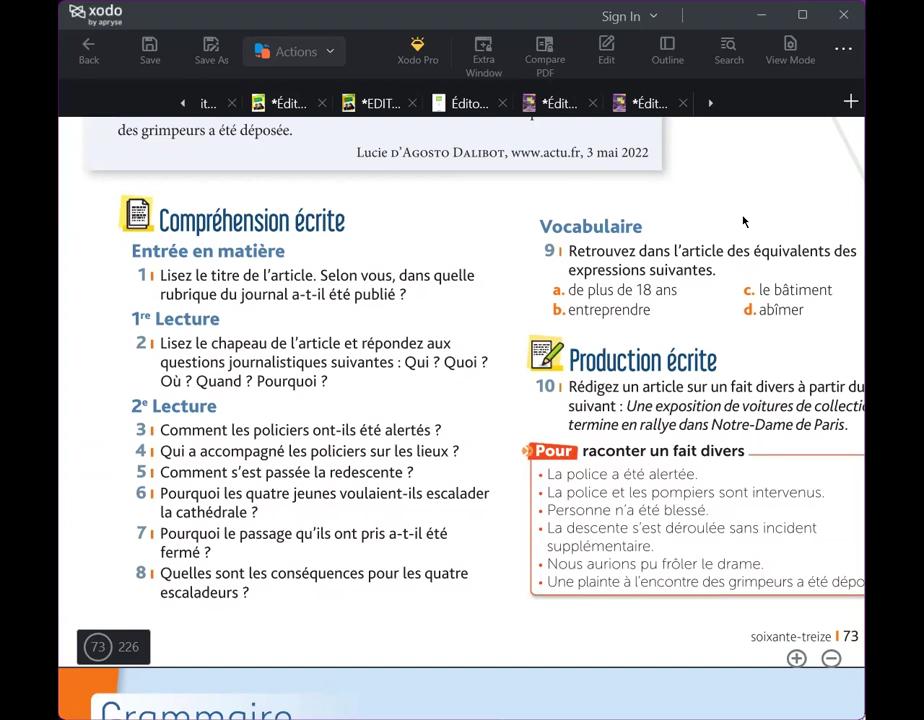 xodo
by apryse
Sign In
Back
Save
Save As
Actions
Xodo Pro
Extra
Window
Compare
PDF
Edit
Outline
Search
View Mode
it...
*Édit...
*EDIT...
Édito...
*Édit...
*Édit...
des grimpeurs a été déposée.
Lucie d'Agosto Dalibot, www.actu.fr, 3 mai 2022
Compréhension écrite
Entrée en matière
1 Lisez le titre de l'article. Selon vous, dans quelle
rubrique du journal a-t-il été publié ?
1re Lecture
2 Lisez le chapeau de l'article et répondez aux
questions journalistiques suivantes : Qui ? Quoi ?
Où ? Quand ? Pourquoi ?
2e Lecture
3 Comment les policiers ont-ils été alertés ?
4 Qui a accompagné les policiers sur les lieux ?
5 Comment s'est passée la redescente ?
6 Pourquoi les quatre jeunes voulaient-ils escalader
la cathédrale ?
7 Pourquoi le passage qu'ils ont pris a-t-il été
fermé ?
8 Quelles sont les conséquences pour les quatre
escaladeurs ?
Vocabulaire
9 Retrouvez dans l'article des équivalents des
expressions suivantes.
a. de plus de 18 ans
c. le bâtiment
b. entreprendre
d. abîmer
Production écrite
10 Rédigez un article sur un fait divers à partir du
suivant : Une exposition de voitures de collecti
termine en rallye dans Notre-Dame de Paris.
Pour raconter un fait divers
• La police a été alertée.
• La police et les pompiers sont intervenus.
• Personne n'a été blessé.
• La descente s'est déroulée sans incident
supplémentaire.
• Nous aurions pu frôler le drame.
• Une plainte à l'encontre des grimpeurs a été dépo
soixante-treize 73
73 226
Grammaire